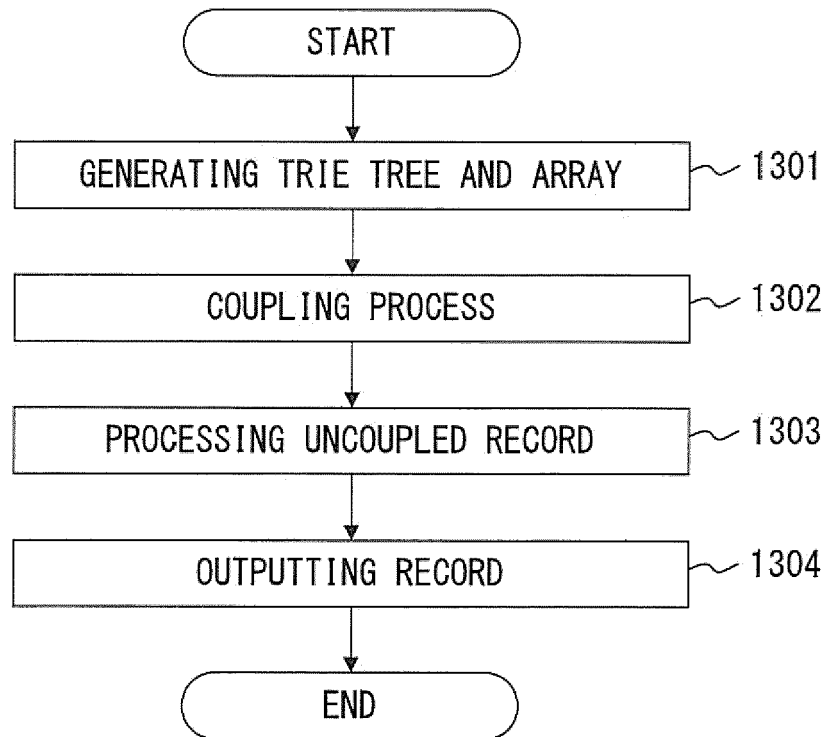 START
GENERATING TRIE TREE AND ARRAY 1301
COUPLING PROCESS 1302
PROCESSING UNCOUPLED RECORD 1303
OUTPUTTING RECORD 1304
END